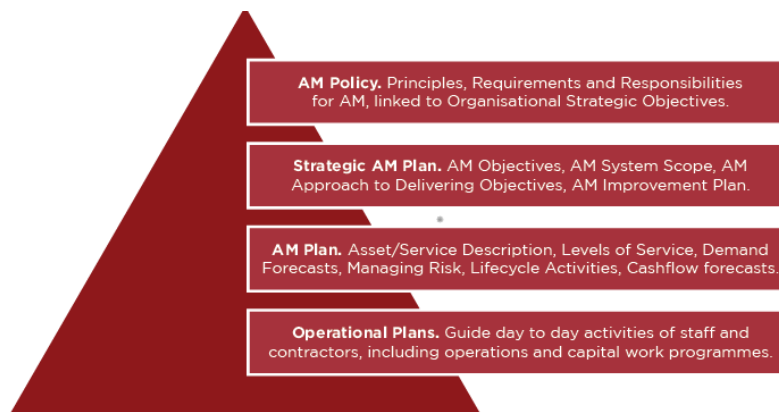 AM Policy. Principles, Requirements and Responsibilities
for AM, linked to Organisational Strategic Objectives.
Strategic AM Plan. AM Objectives, AM System Scope, AM
Approach to Delivering Objectives, AM Improvement Plan.
AM Plan. Asset/Service Description, Levels of Service, Demand
Forecasts, Managing Risk, Lifecycle Activities, Cashflow forecasts.
Operational Plans. Guide day to day activities of staff and
contractors, including operations and capital work programmes.